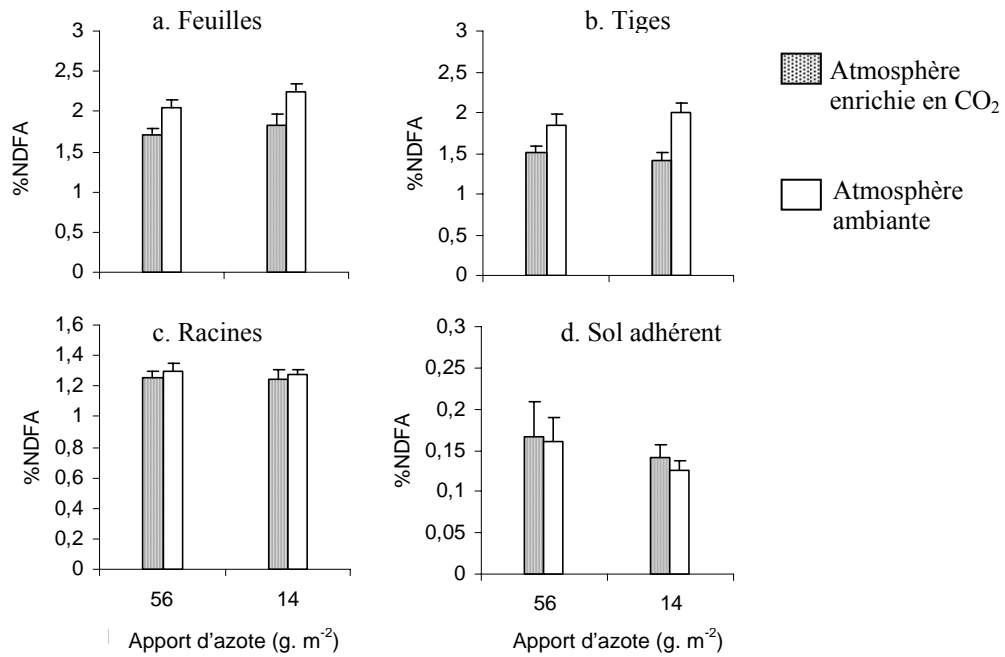 a. Feuilles
3
2,5
2
1,5
1
0,5
0
%NDFA
b. Tiges
3
2,5
2
1,5
1
0,5
0
%NDFA
Atmosphère
enrichie en CO₂
Atmosphère
ambiante
c. Racines
1,6
1,4
1,2
1
0,8
0,6
0,4
0,2
0
%NDFA
56 14
Apport d'azote (g. m⁻²)
d. Sol adhérent
0,3
0,25
0,2
0,15
0,1
0,05
0
%NDFA
56 14
Apport d'azote (g. m⁻²)